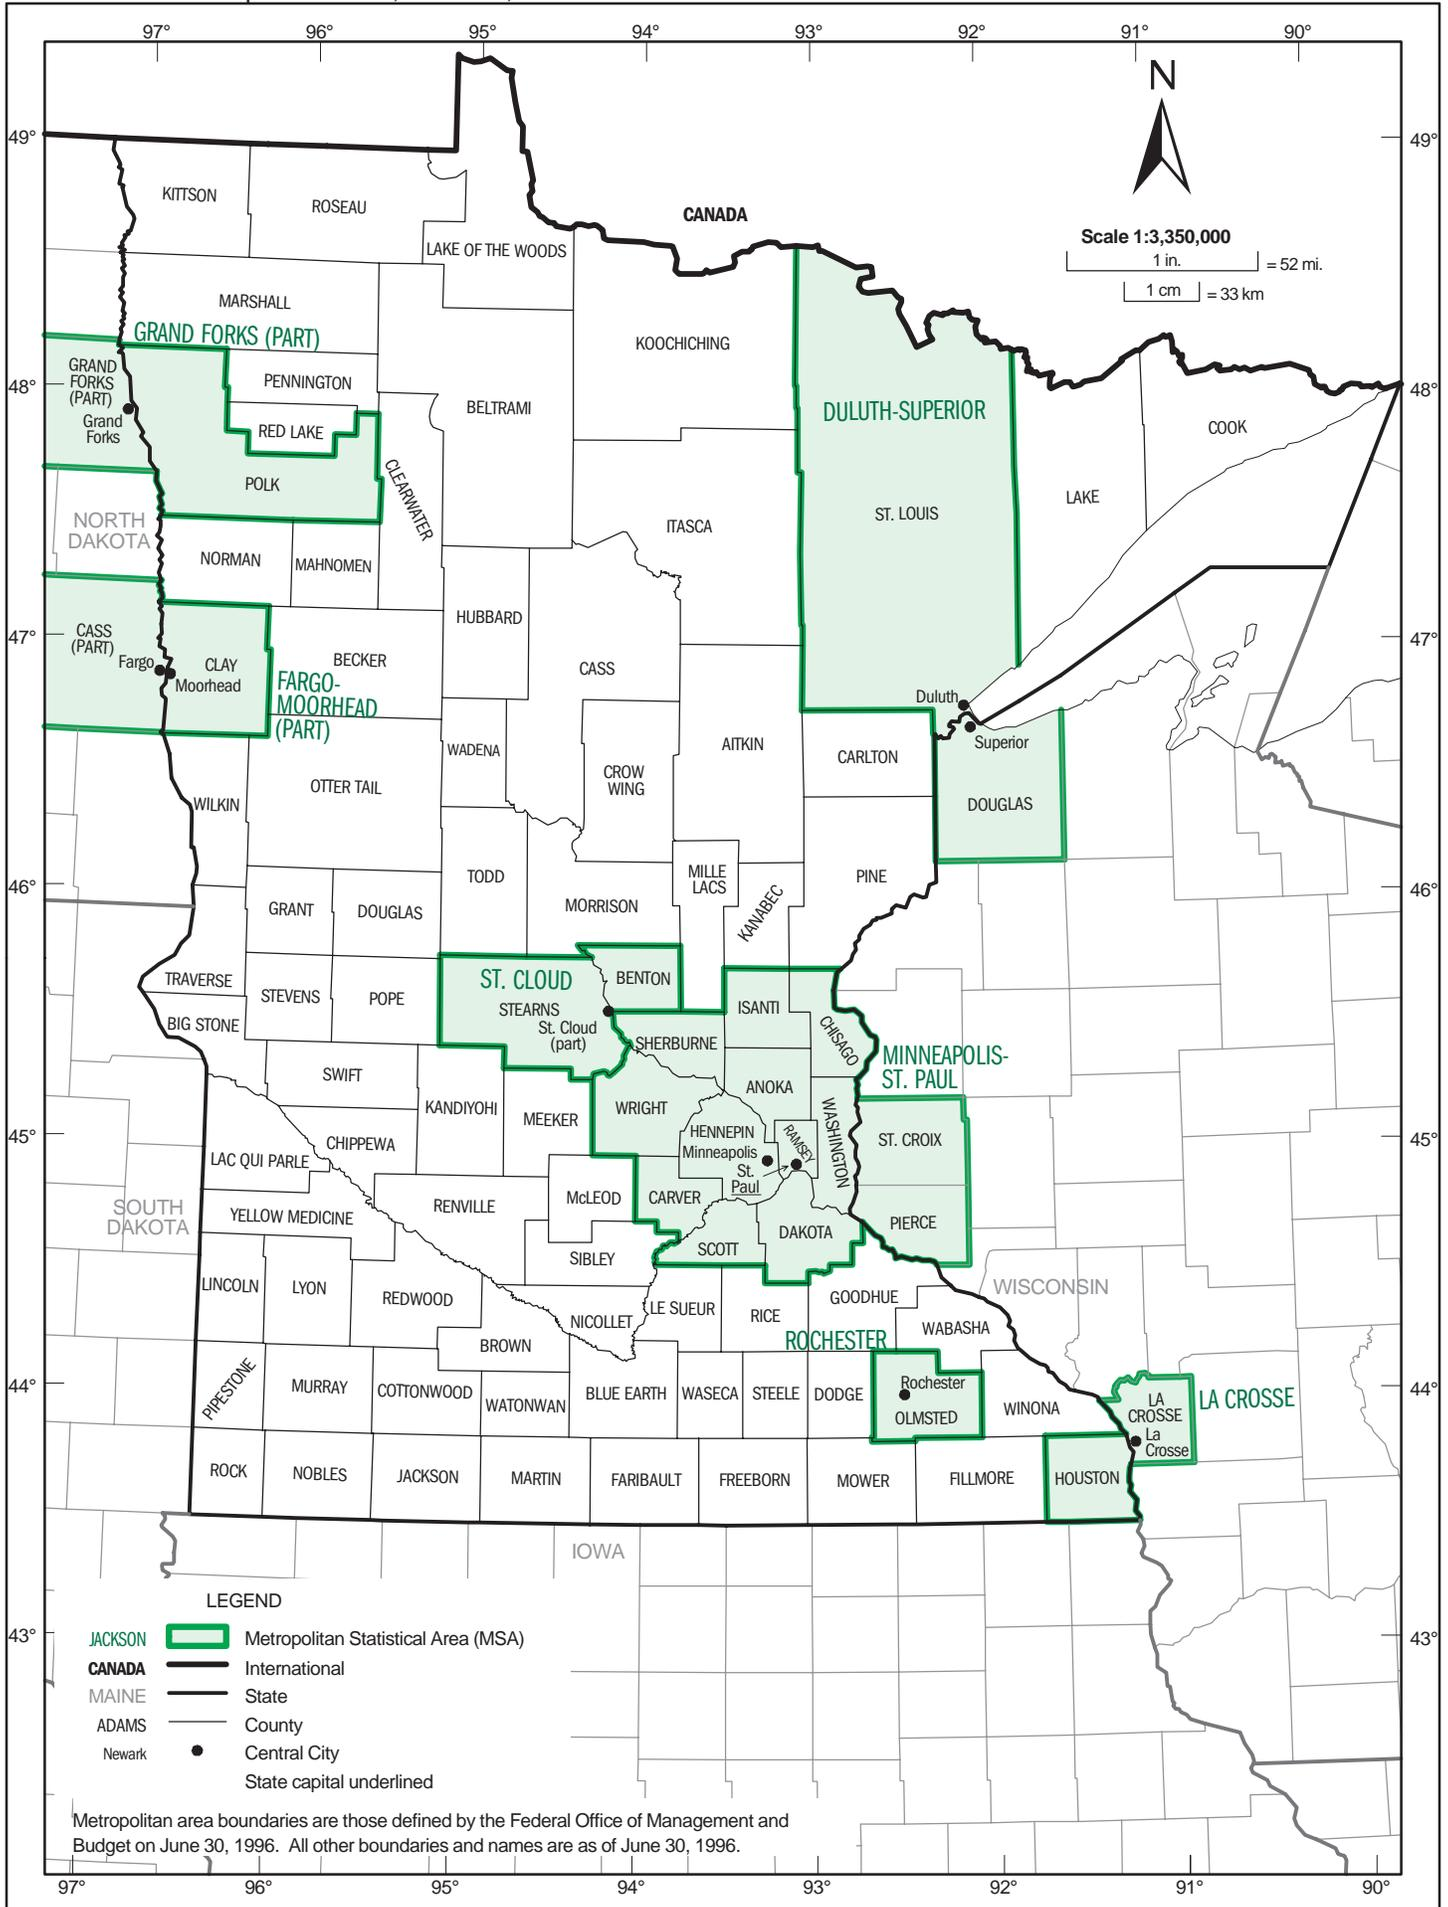 97°
96°
95°
94°
93°
92°
91°
90°
N
49°
49°
KITTSON
ROSEAU
CANADA
Scale 1:3,350,000
1 in.
= 52 mi.
1 cm
= 33 km
LAKE OF THE WOODS
MARSHALL
GRAND FORKS (PART)
KOOCHICHING
GRAND
FORKS
(PART)
Grand
Forks
48°
48°
PENNINGTON
BELTRAMI
DULUTH-SUPERIOR
COOK
RED LAKE
POLK
CLEARWATER
LAKE
ST. LOUIS
NORTH
DAKOTA
ITASCA
NORMAN
MAHNOMEN
HUBBARD
47°
47°
CASS
(PART)
Fargo
CLAY
Moorhead
BECKER
CASS
FARGO-
MOORHEAD
(PART)
Duluth
Superior
WADENA
AITKIN
CARLTON
CROW
WING
OTTER TAIL
WILKIN
DOUGLAS
46°
46°
TODD
MILLE
LACS
PINE
GRANT
DOUGLAS
MORRISON
KANABEC
TRAVERSE
ST. CLOUD
BENTON
STEVENS
POPE
STEARNS
St. Cloud
(part)
ISANTI
BIG STONE
SHERBURNE
CHISAGO
MINNEAPOLIS-
ST. PAUL
SWIFT
ANOKA
KANDIYOHI
MEEKER
WRIGHT
WASHINGTON
45°
45°
CHIPPEWA
HENNEPIN
Minneapolis
RAMSEY
St.
Paul
ST. CROIX
LAC QUI PARLE
SOUTH
DAKOTA
YELLOW MEDICINE
RENVILLE
McLEOD
CARVER
DAKOTA
PIERCE
SCOTT
SIBLEY
LINCOLN
LYON
REDWOOD
WISCONSIN
NICOLLET
LE SUEUR
RICE
GOODHUE
WABASHA
BROWN
ROCHESTER
44°
44°
PIPESTONE
MURRAY
COTTONWOOD
WATONWAN
BLUE EARTH
WASECA
STEELE
DODGE
Rochester
OLMSTED
WINONA
LA
CROSSE
La
Crosse
LA CROSSE
ROCK
NOBLES
JACKSON
MARTIN
FARIBAULT
FREEBORN
MOWER
FILLMORE
HOUSTON
IOWA
LEGEND
43°
43°
JACKSON Metropolitan Statistical Area (MSA)
CANADA International
MAINE State
ADAMS County
Newark Central City
State capital underlined
Metropolitan area boundaries are those defined by the Federal Office of Management and
Budget on June 30, 1996. All other boundaries and names are as of June 30, 1996.
97°
96°
95°
94°
93°
92°
91°
90°